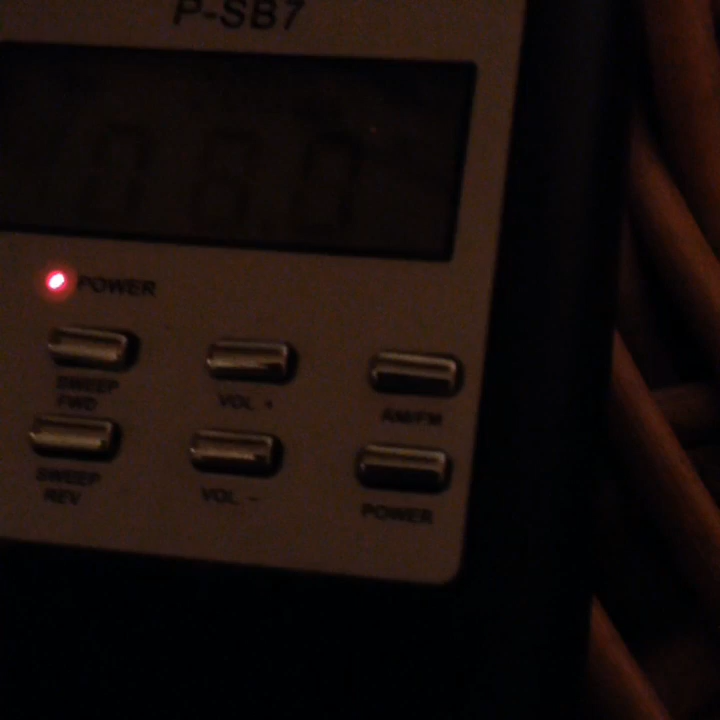 P-SB7
POWER
SWEEP
FWD
VOL +
AM/FM
SWEEP
REV
VOL -
POWER